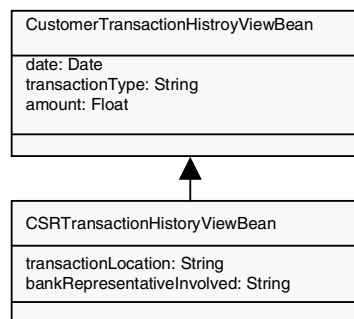 CustomerTransactionHistroyViewBean
date: Date
transactionType: String
amount: Float
CSRTransactionHistoryViewBean
transactionLocation: String
bankRepresentativeInvolved: String